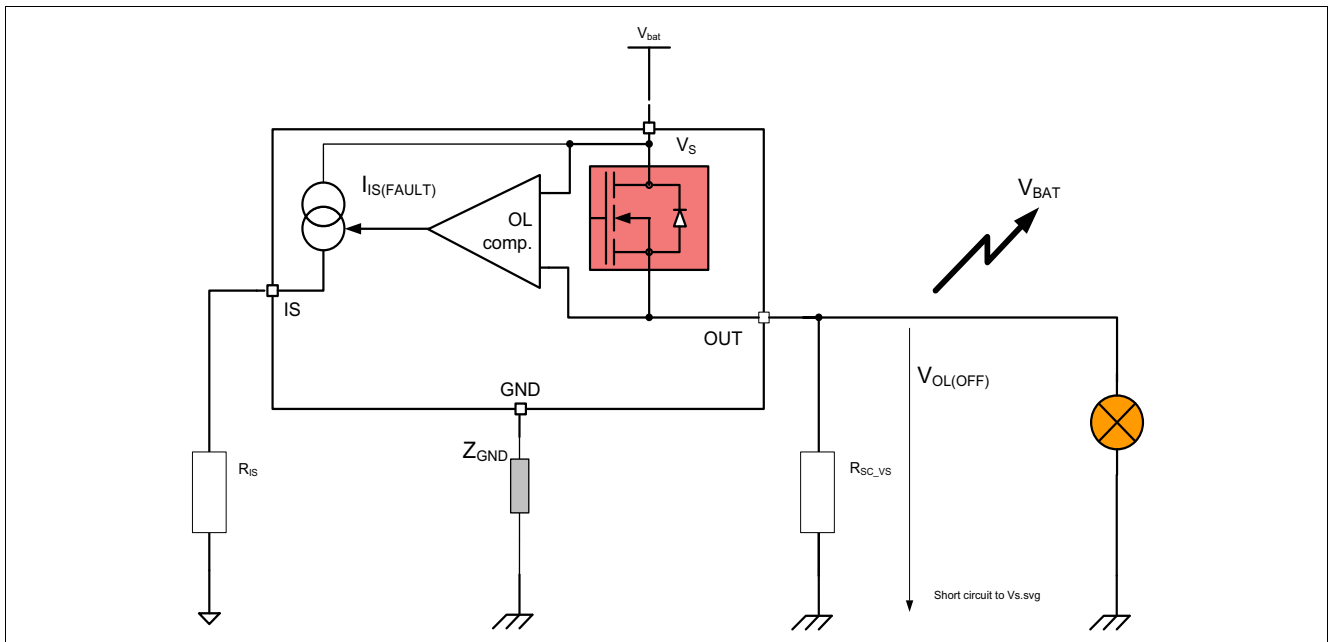 Vbat
VS
IIS(FAULT)
OL
comp.
VBAT
IS
OUT
VOL(OFF)
GND
ZGND
RIS
RSC_VS
Short circuit to Vs.svg